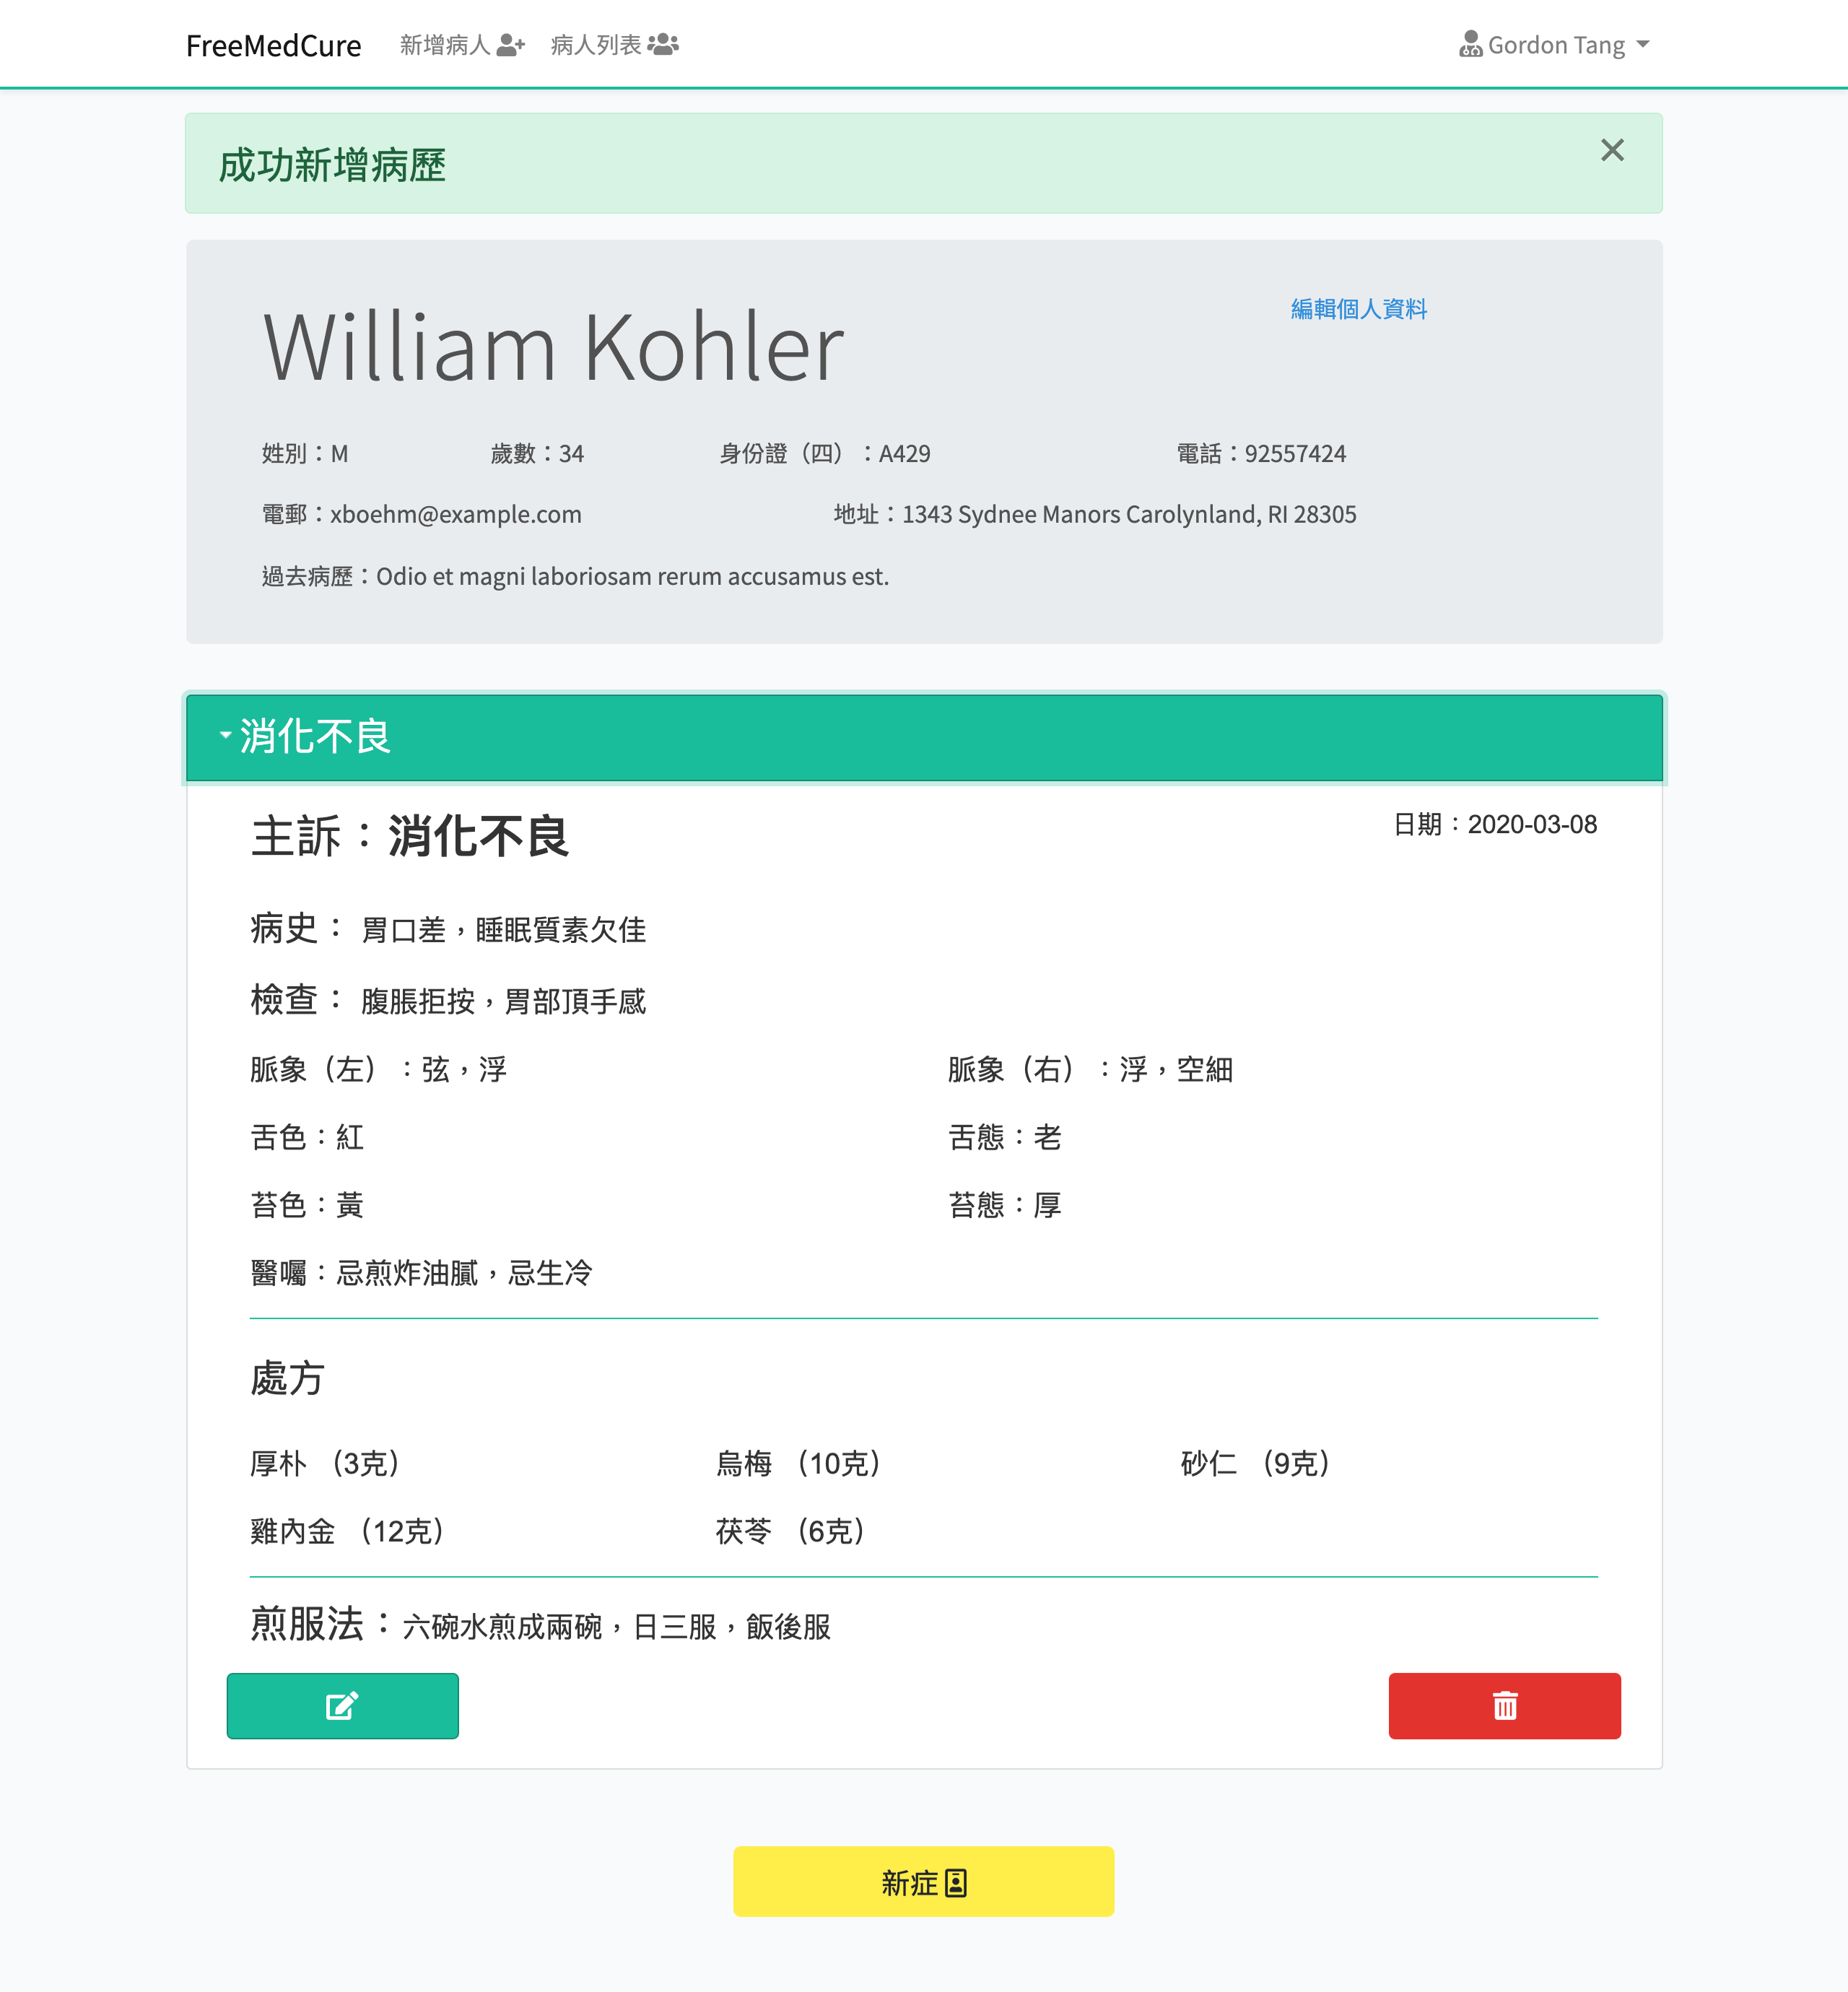 FreeMedCure 新增病人 病人列表 Gordon Tang
成功新增病歷 ×
William Kohler 編輯個人資料
姓別：M 歲數：34 身份證（四）：A429 電話：92557424
電郵：xboehm@example.com 地址：1343 Sydnee Manors Carolynland, RI 28305
過去病歷：Odio et magni laboriosam rerum accusamus est.
消化不良
主訴：消化不良 日期：2020-03-08
病史： 胃口差，睡眠質素欠佳
檢查： 腹脹拒按，胃部頂手感
脈象（左）：弦，浮 脈象（右）：浮，空細
舌色：紅 舌態：老
苔色：黃 苔態：厚
醫囑：忌煎炸油膩，忌生冷
處方
厚朴 （3克） 烏梅 （10克） 砂仁 （9克）
雞內金 （12克） 茯苓 （6克）
煎服法：六碗水煎成兩碗，日三服，飯後服
新症